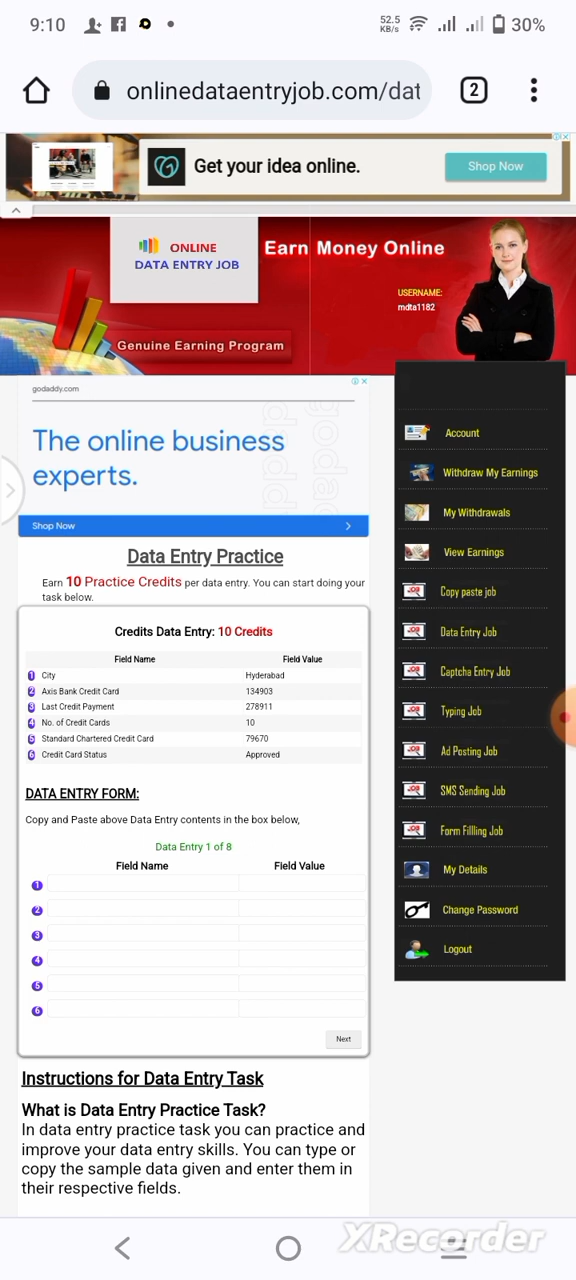 9:10
52.5 KB/s
30%
onlinedataentryjob.com/dat
2
Get your idea online.
Shop Now
ONLINE
DATA ENTRY JOB
Earn Money Online
USERNAME:
mdta1182
Genuine Earning Program
godaddy.com
The online business
experts.
Shop Now
Data Entry Practice
Earn 10 Practice Credits per data entry. You can start doing your
task below.
Credits Data Entry: 10 Credits
Field Name Field Value
1 City Hyderabad
2 Axis Bank Credit Card 134903
3 Last Credit Payment 278911
4 No. of Credit Cards 10
5 Standard Chartered Credit Card 79670
6 Credit Card Status Approved
DATA ENTRY FORM:
Copy and Paste above Data Entry contents in the box below,
Data Entry 1 of 8
Field Name Field Value
1
2
3
4
5
6
Next
Instructions for Data Entry Task
What is Data Entry Practice Task?
In data entry practice task you can practice and
improve your data entry skills. You can type or
copy the sample data given and enter them in
their respective fields.
Account
Withdraw My Earnings
My Withdrawals
View Earnings
Copy paste job
Data Entry Job
Captcha Entry Job
Typing Job
Ad Posting Job
SMS Sending Job
Form Fillling Job
My Details
Change Password
Logout
XRecorder